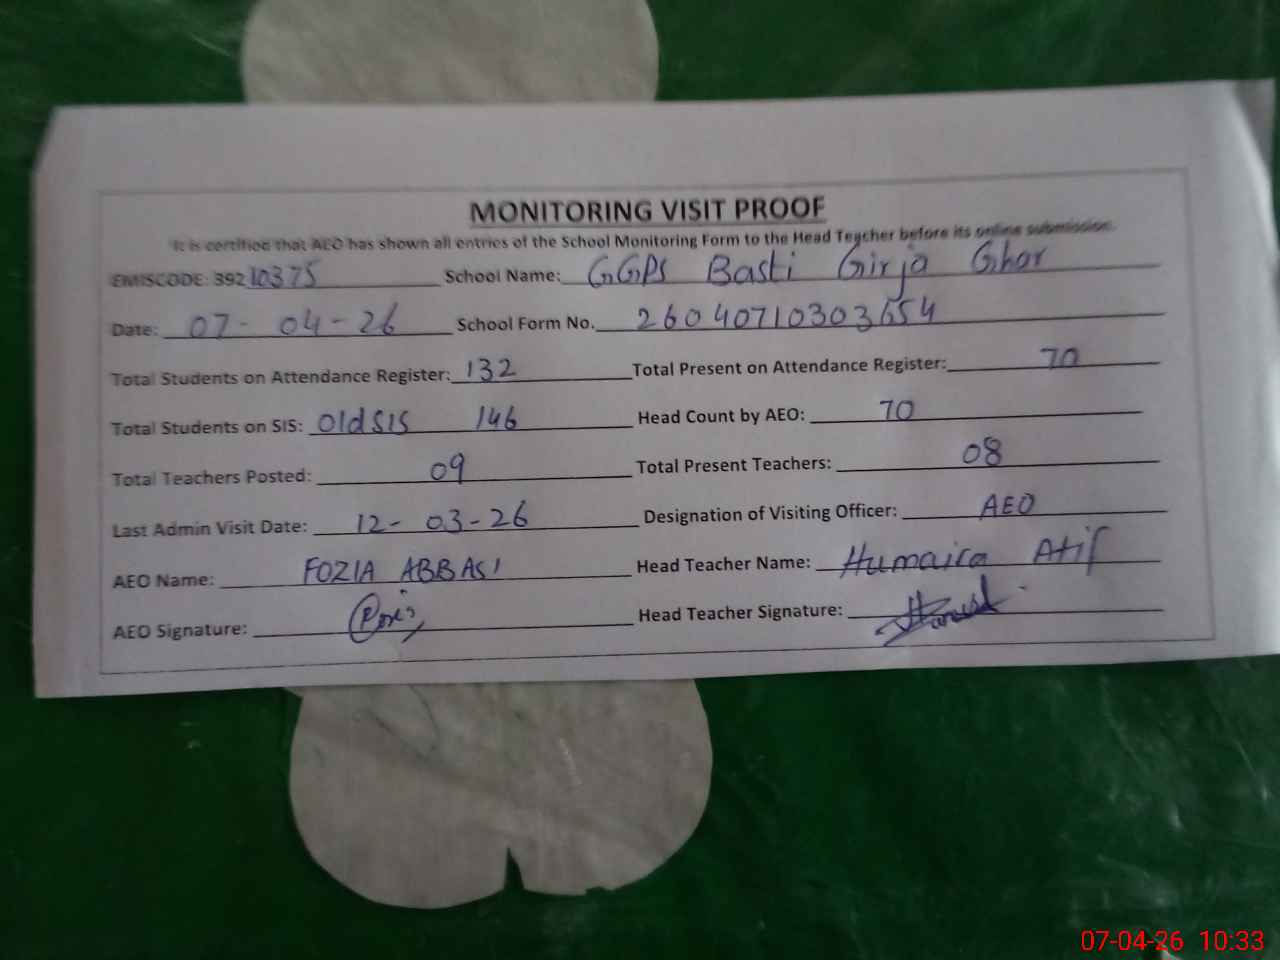 MONITORING VISIT PROOF
It is certified that AEO has shown all entries of the School Monitoring Form to the Head Teacher before its online submission.
EMISCODE: 39210375 School Name: GGPS Basti Girja Ghar
Date: 07-04-26 School Form No. 26040710303654
Total Students on Attendance Register: 132 Total Present on Attendance Register: 70
Total Students on SIS: Old SIS 146 Head Count by AEO: 70
Total Teachers Posted: 09 Total Present Teachers: 08
Last Admin Visit Date: 12-03-26 Designation of Visiting Officer: AEO
AEO Name: FOZIA ABBASI Head Teacher Name: Humaira Atif
AEO Signature: Head Teacher Signature:
07-04-26 10:33